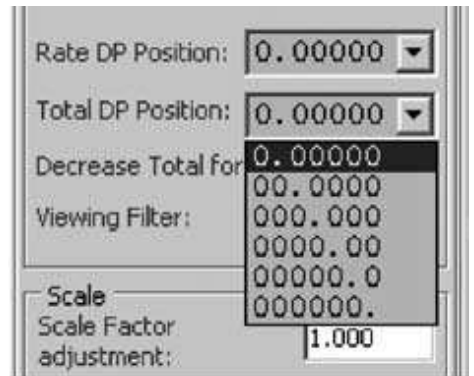 Rate DP Position: 0.00000
Total DP Position: 0.00000
0.00000
Decrease Total for
00.0000
000.000
Viewing Filter:
0000.00
00000.0
000000.
Scale
Scale Factor
adjustment:
1.000